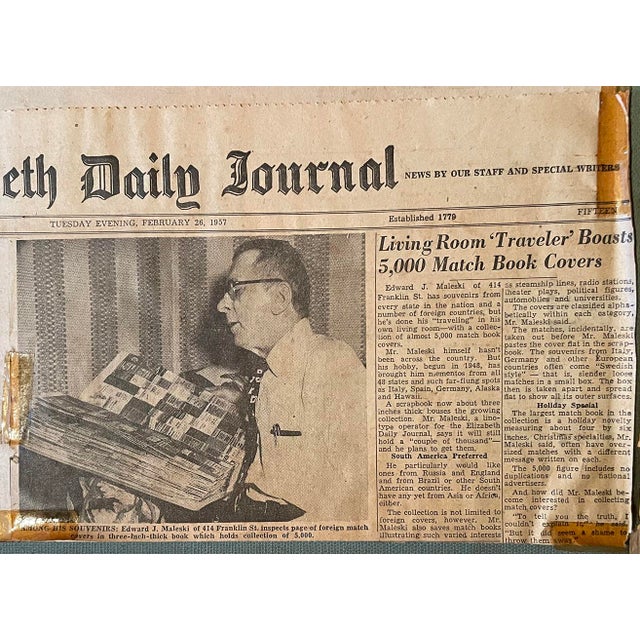 eth Daily Journal
NEWS BY OUR STAFF AND SPECIAL WRITERS
TUESDAY EVENING, FEBRUARY 26, 1957
Established 1779
FIFTEEN
Living Room ‘Traveler’ Boasts
5,000 Match Book Covers
Edward J. Maleski of 414
Franklin St. has souvenirs from
every state in the nation and a
number of foreign countries, but
he's done his "traveling" in his
own living room—with a collec-
tion of almost 5,000 match book
covers.
Mr. Maleski himself hasn't
been across the country. But
his hobby, begun in 1948, has
brought him mementos from all
48 states and such far-flung spots
as Italy, Spain, Germany, Alaska
and Hawaii.
A scrapbook now about three
inches thick houses the growing
collection. Mr. Maleski, a lino-
type operator for the Elizabeth
Daily Journal, says it will still
hold a "couple of thousand"—
and he plans to get them.
South America Preferred
He particularly would like
ones from Russia and England
and from Brazil or other South
American countries. He doesn't
have any yet from Asia or Africa,
either.
The collection is not limited to
foreign covers, however. Mr.
Maleski also saves match books
illustrating such varied interests
as steamship lines, radio stations,
theater plays, political figures,
automobiles and universities.
The covers are classified alpha-
betically within each category,
Mr. Maleski said.
The matches, incidentally, are
taken out before Mr. Maleski
pastes the cover flat in the scrap-
book. The souvenirs from Italy,
Germany and other European
countries often come "Swedish
style" — that is, slender loose
matches in a small box. The box
then is taken apart and spread
flat to show all its outer surfaces.
Holiday Special
The largest match book in the
collection is a holiday novelty
measuring about four by six
inches. Christmas specialties, Mr.
Maleski said, often have over-
sized matches with a different
message written on each.
The 5,000 figure includes no
duplications and no national
advertisers.
And how did Mr. Maleski be-
come interested in collecting
match covers?
"To tell you the truth, I
couldn't explain it," he said.
"But it did seem a shame to
throw them away."
AMONG HIS SOUVENIRS: Edward J. Maleski of 414 Franklin St. inspects page of foreign match
covers in three-inch-thick book which holds collection of 5,000.